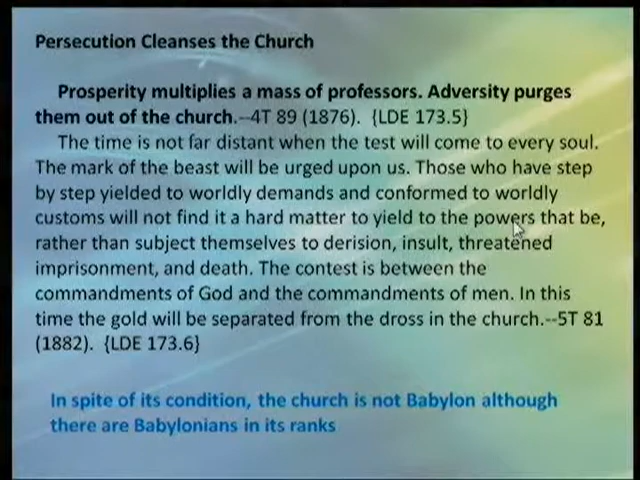 Persecution Cleanses the Church
Prosperity multiplies a mass of professors. Adversity purges
them out of the church.--4T 89 (1876).  {LDE 173.5}
The time is not far distant when the test will come to every soul.
The mark of the beast will be urged upon us. Those who have step
by step yielded to worldly demands and conformed to worldly
customs will not find it a hard matter to yield to the powers that be,
rather than subject themselves to derision, insult, threatened
imprisonment, and death. The contest is between the
commandments of God and the commandments of men. In this
time the gold will be separated from the dross in the church.--5T 81
(1882).  {LDE 173.6}
In spite of its condition, the church is not Babylon although
there are Babylonians in its ranks